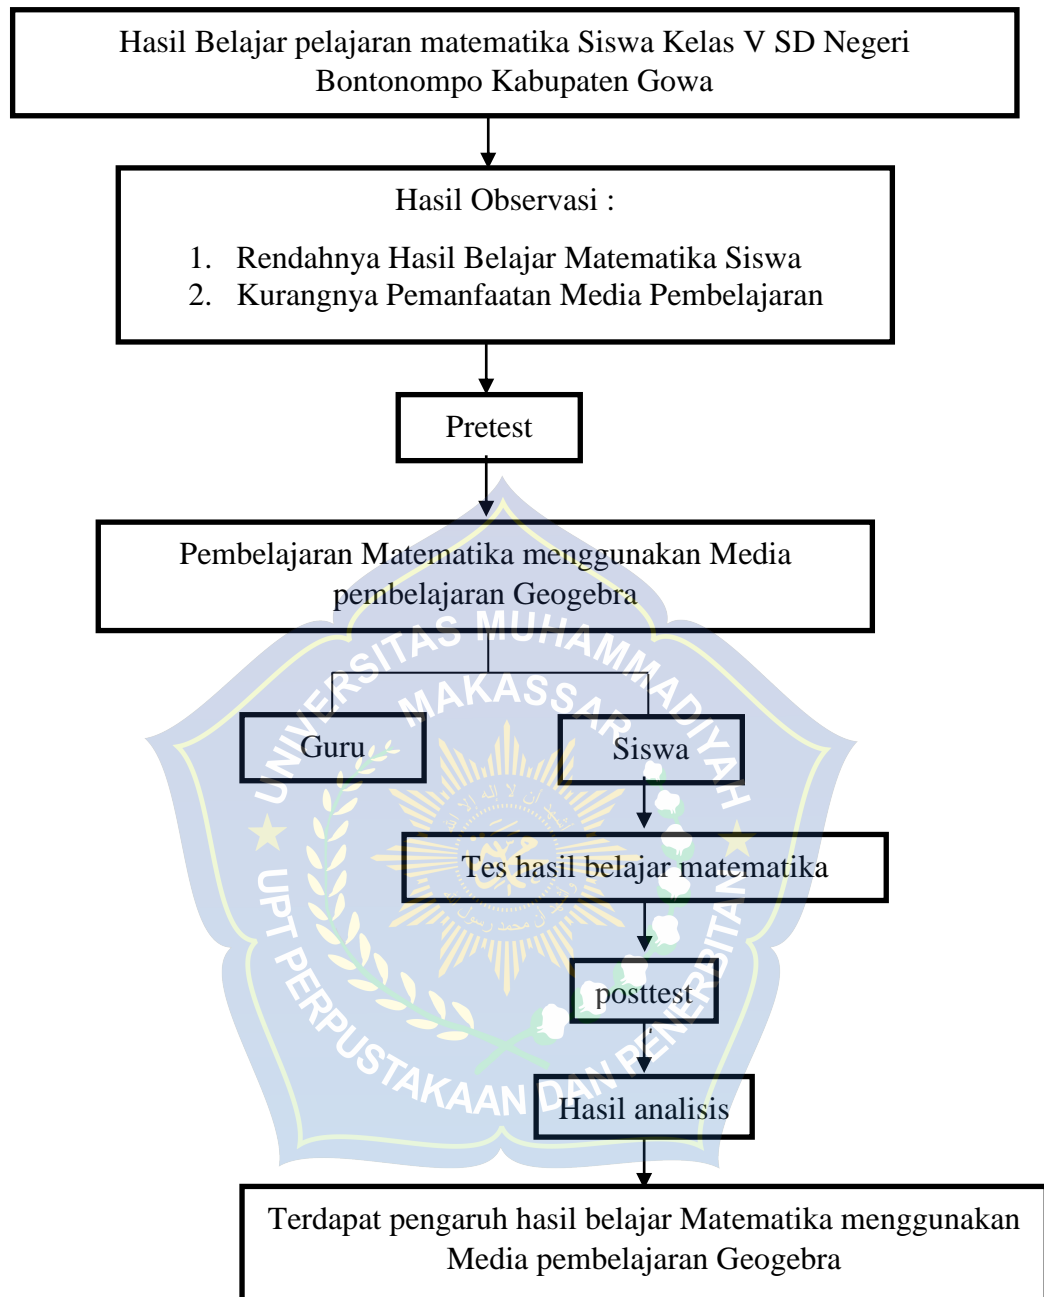 Hasil Belajar pelajaran matematika Siswa Kelas V SD Negeri
Bontonompo Kabupaten Gowa
Hasil Observasi :
1. Rendahnya Hasil Belajar Matematika Siswa
2. Kurangnya Pemanfaatan Media Pembelajaran
Pretest
Pembelajaran Matematika menggunakan Media
pembelajaran Geogebra
UNIVERSITAS MUHAMMADIYAH
MAKASSAR
Guru
Siswa
Tes hasil belajar matematika
posttest
Hasil analisis
UPT PERPUSTAKAAN DAN PENERBITAN
Terdapat pengaruh hasil belajar Matematika menggunakan
Media pembelajaran Geogebra